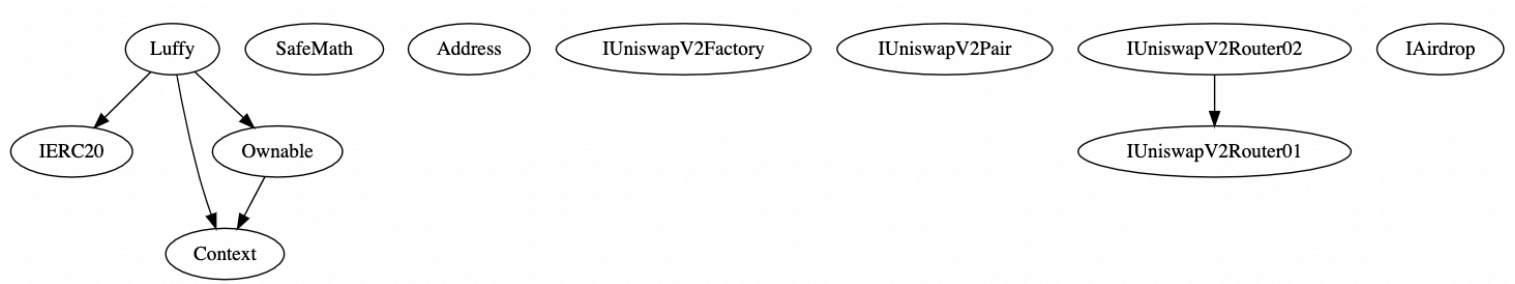 Luffy
SafeMath
Address
IUniswapV2Factory
IUniswapV2Pair
IUniswapV2Router02
IAirdrop
IERC20
Ownable
IUniswapV2Router01
Context